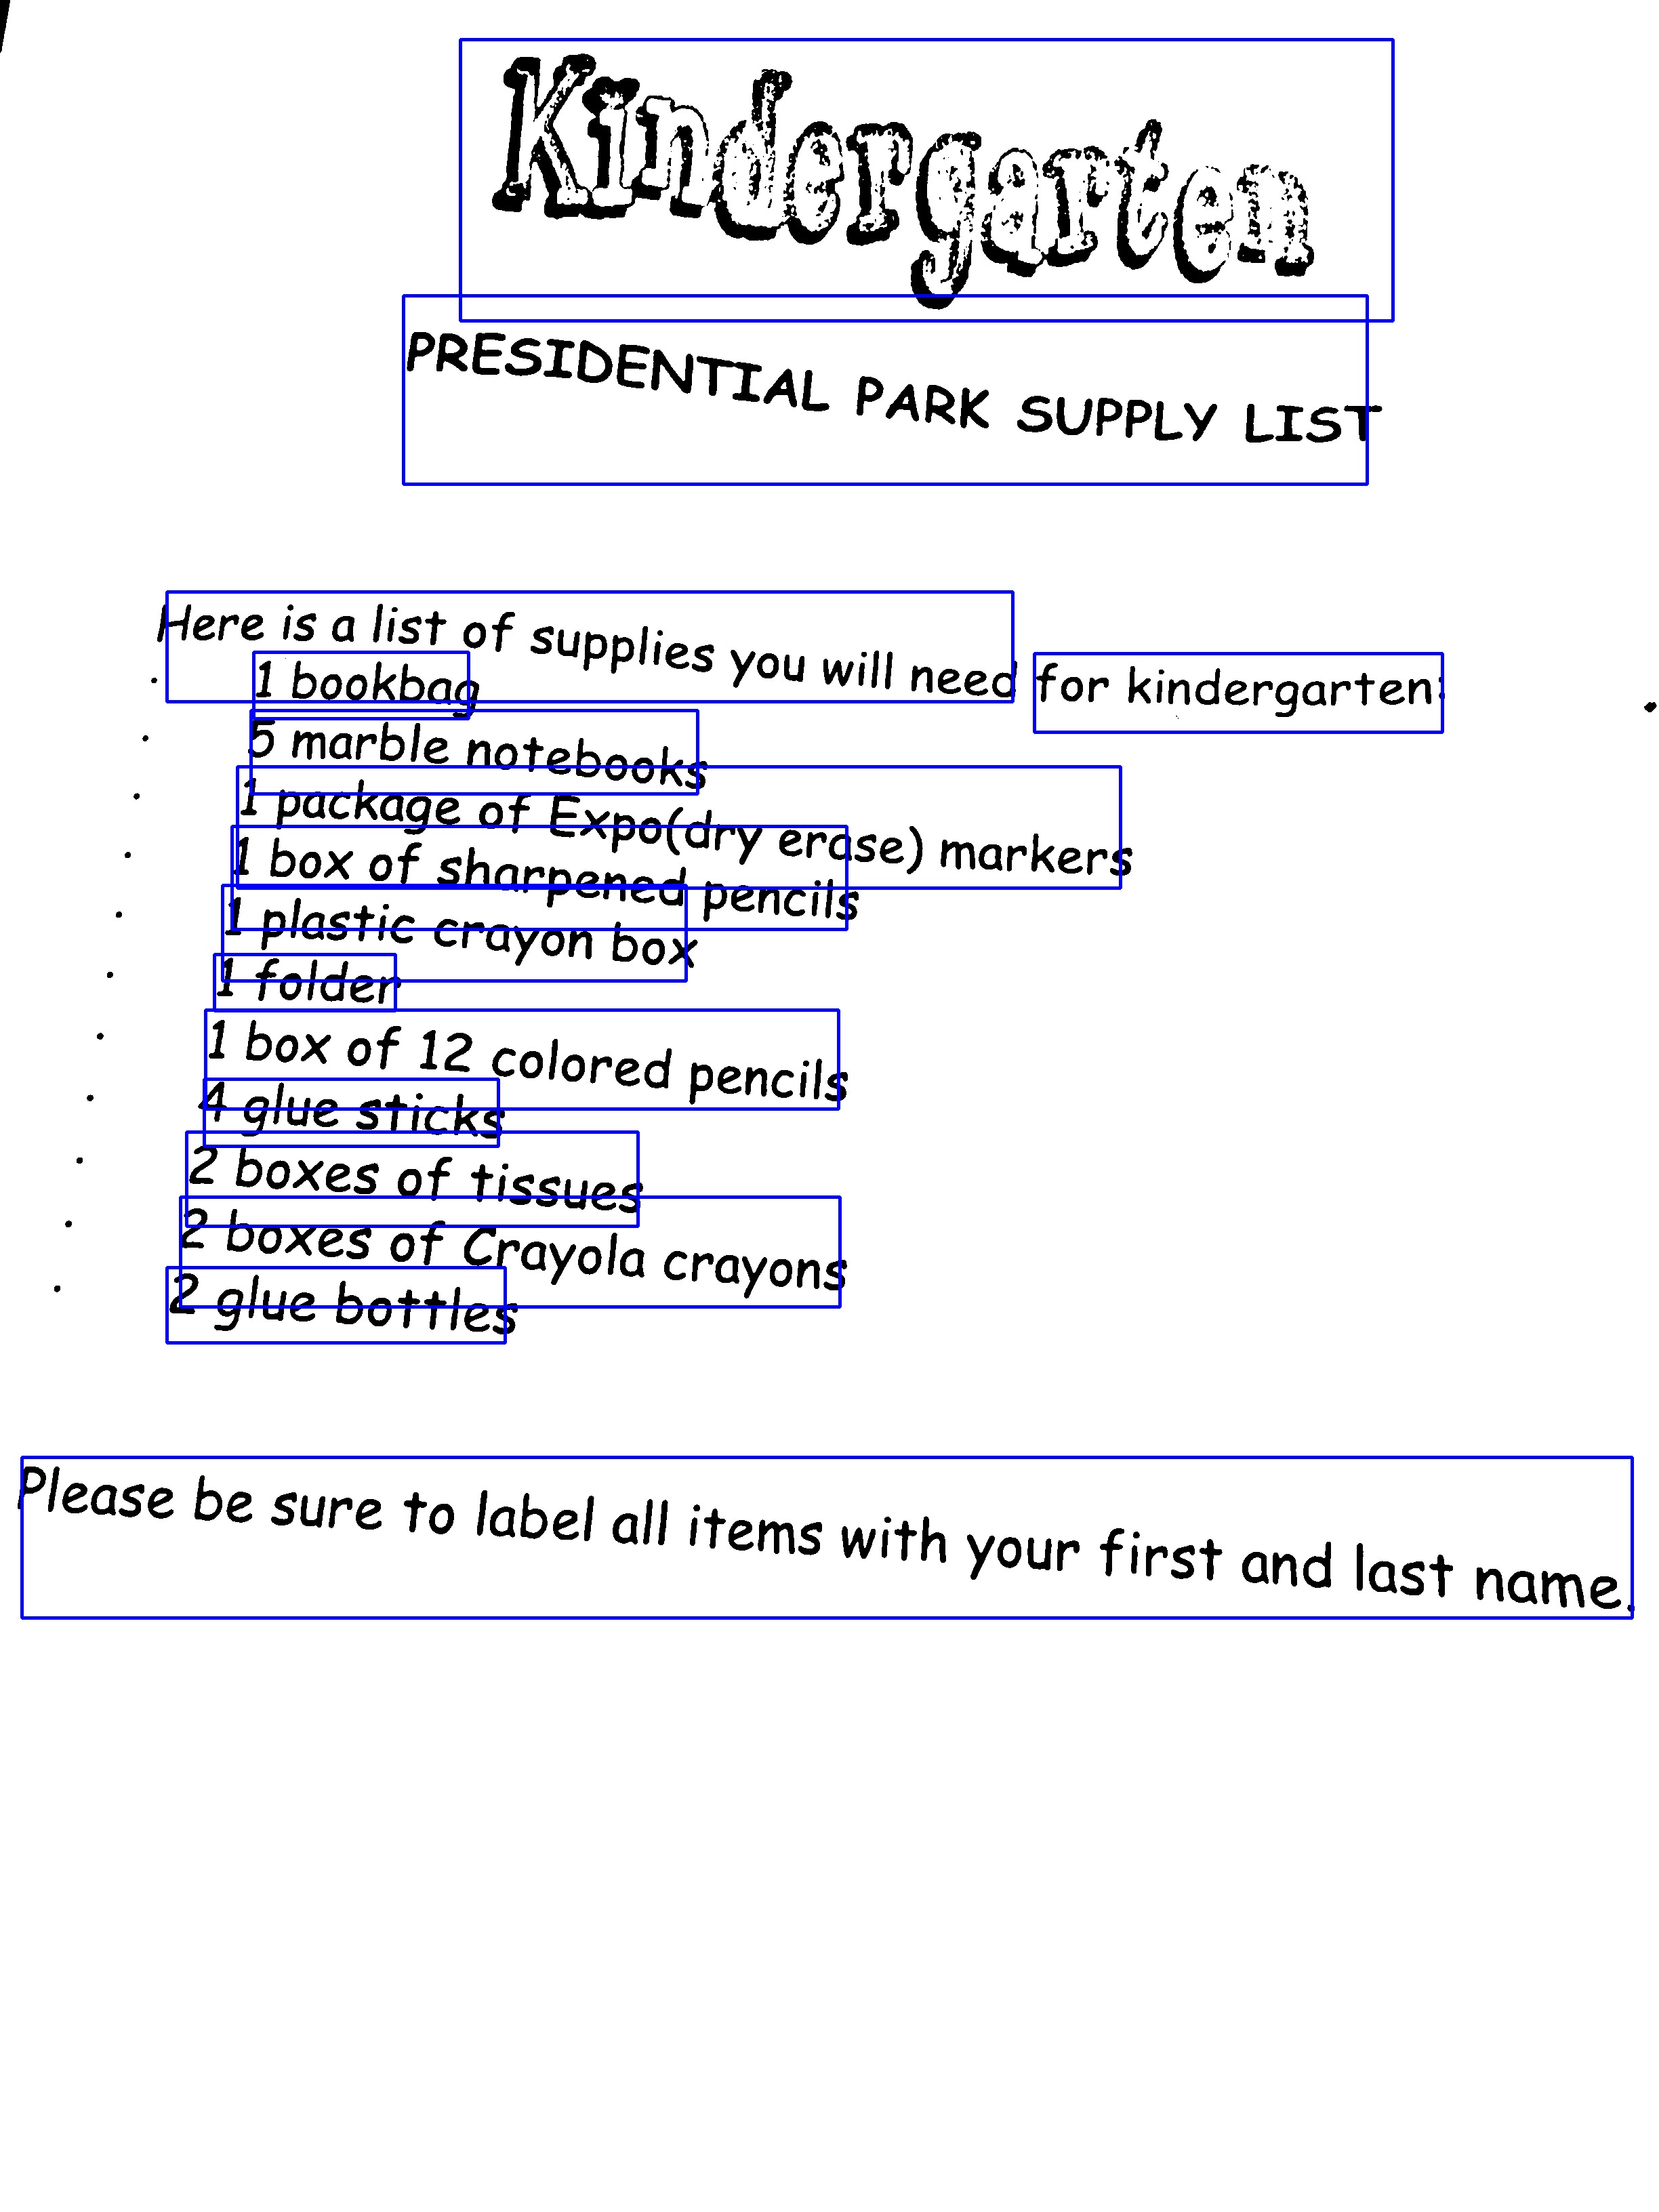 Kindergarten
PRESIDENTIAL PARK SUPPLY LIST
Here is a list of supplies you will need for kindergarten:
1 bookbag
5 marble notebooks
1 package of Expo(dry erase) markers
1 box of sharpened pencils
1 plastic crayon box
1 folder
1 box of 12 colored pencils
4 glue sticks
2 boxes of tissues
2 boxes of Crayola crayons
2 glue bottles
Please be sure to label all items with your first and last name.